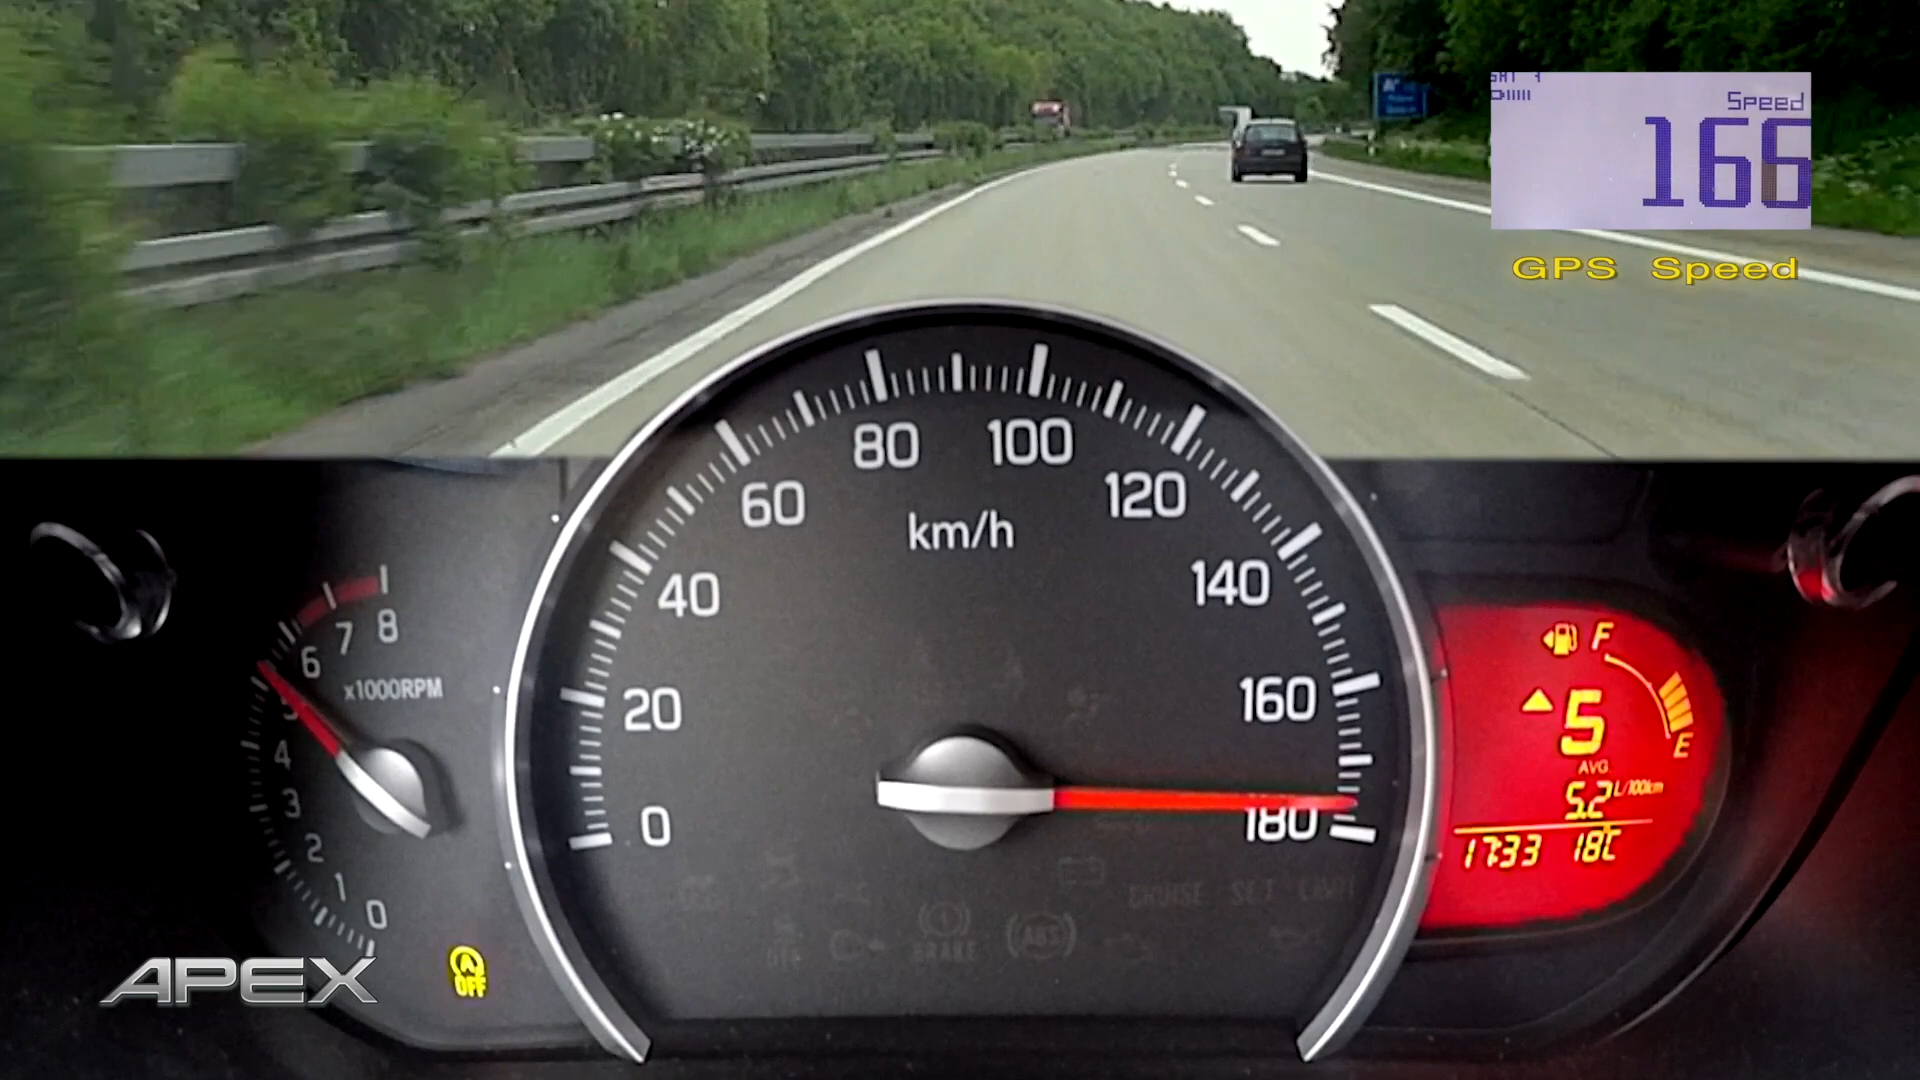 Speed
166
GPS Speed
80
100
60
120
km/h
40
140
20
160
0
180
8
7
6
x1000RPM
5
4
3
2
1
0
F
5
E
AVG.
5.2 L/100km
17:33 18℃
BRAKE
ABS
CRUISE SET LIMIT
A
OFF
APEX